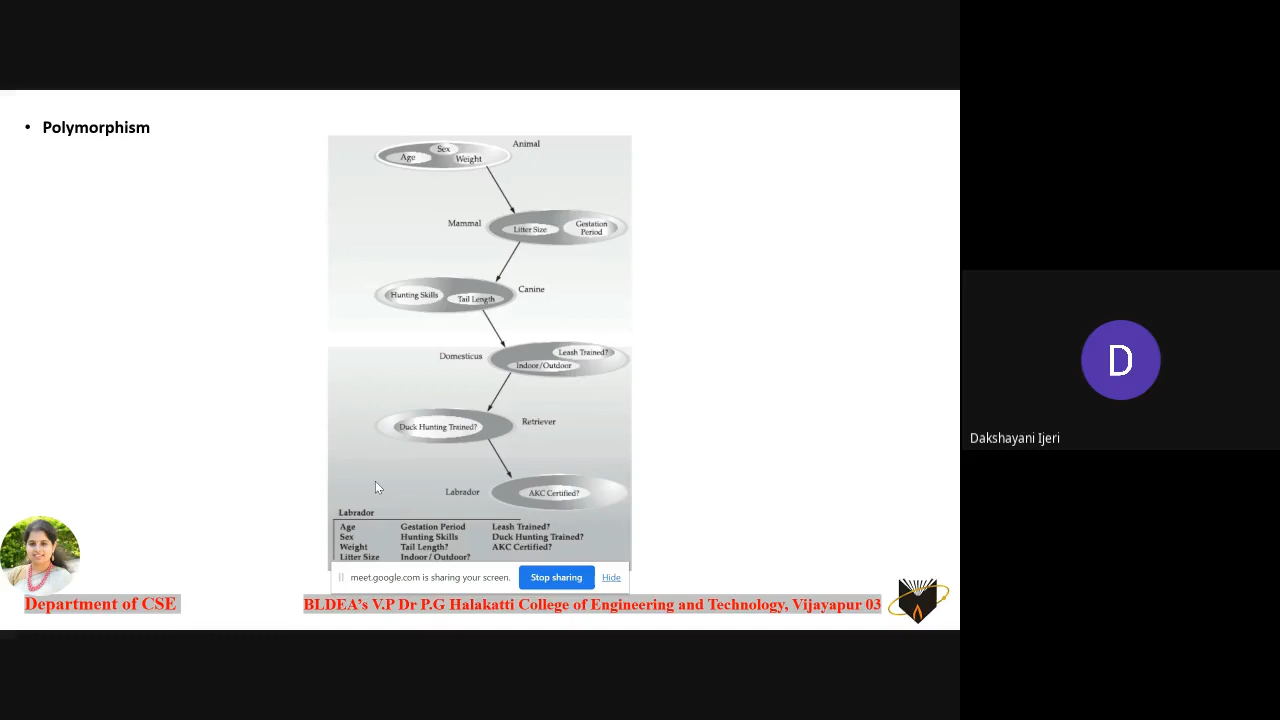 • Polymorphism
Animal
Sex
Age
Weight
Mammal
Litter Size
Gestation
Period
Canine
Hunting Skills
Tail Length
Domesticus
Leash Trained?
Indoor/Outdoor
Retriever
Duck Hunting Trained?
Labrador
AKC Certified?
Labrador
Age Gestation Period Leash Trained?
Sex Hunting Skills Duck Hunting Trained?
Weight Tail Length? AKC Certified?
Litter Size Indoor/Outdoor?
meet.google.com is sharing your screen. Stop sharing Hide
Department of CSE BLDEA's V.P Dr P.G Halakatti College of Engineering and Technology, Vijayapur 03
D
Dakshayani Ijeri